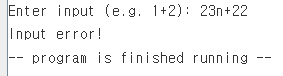 Enter input (e.g. 1+2): 23n+22
Input error!
-- program is finished running --